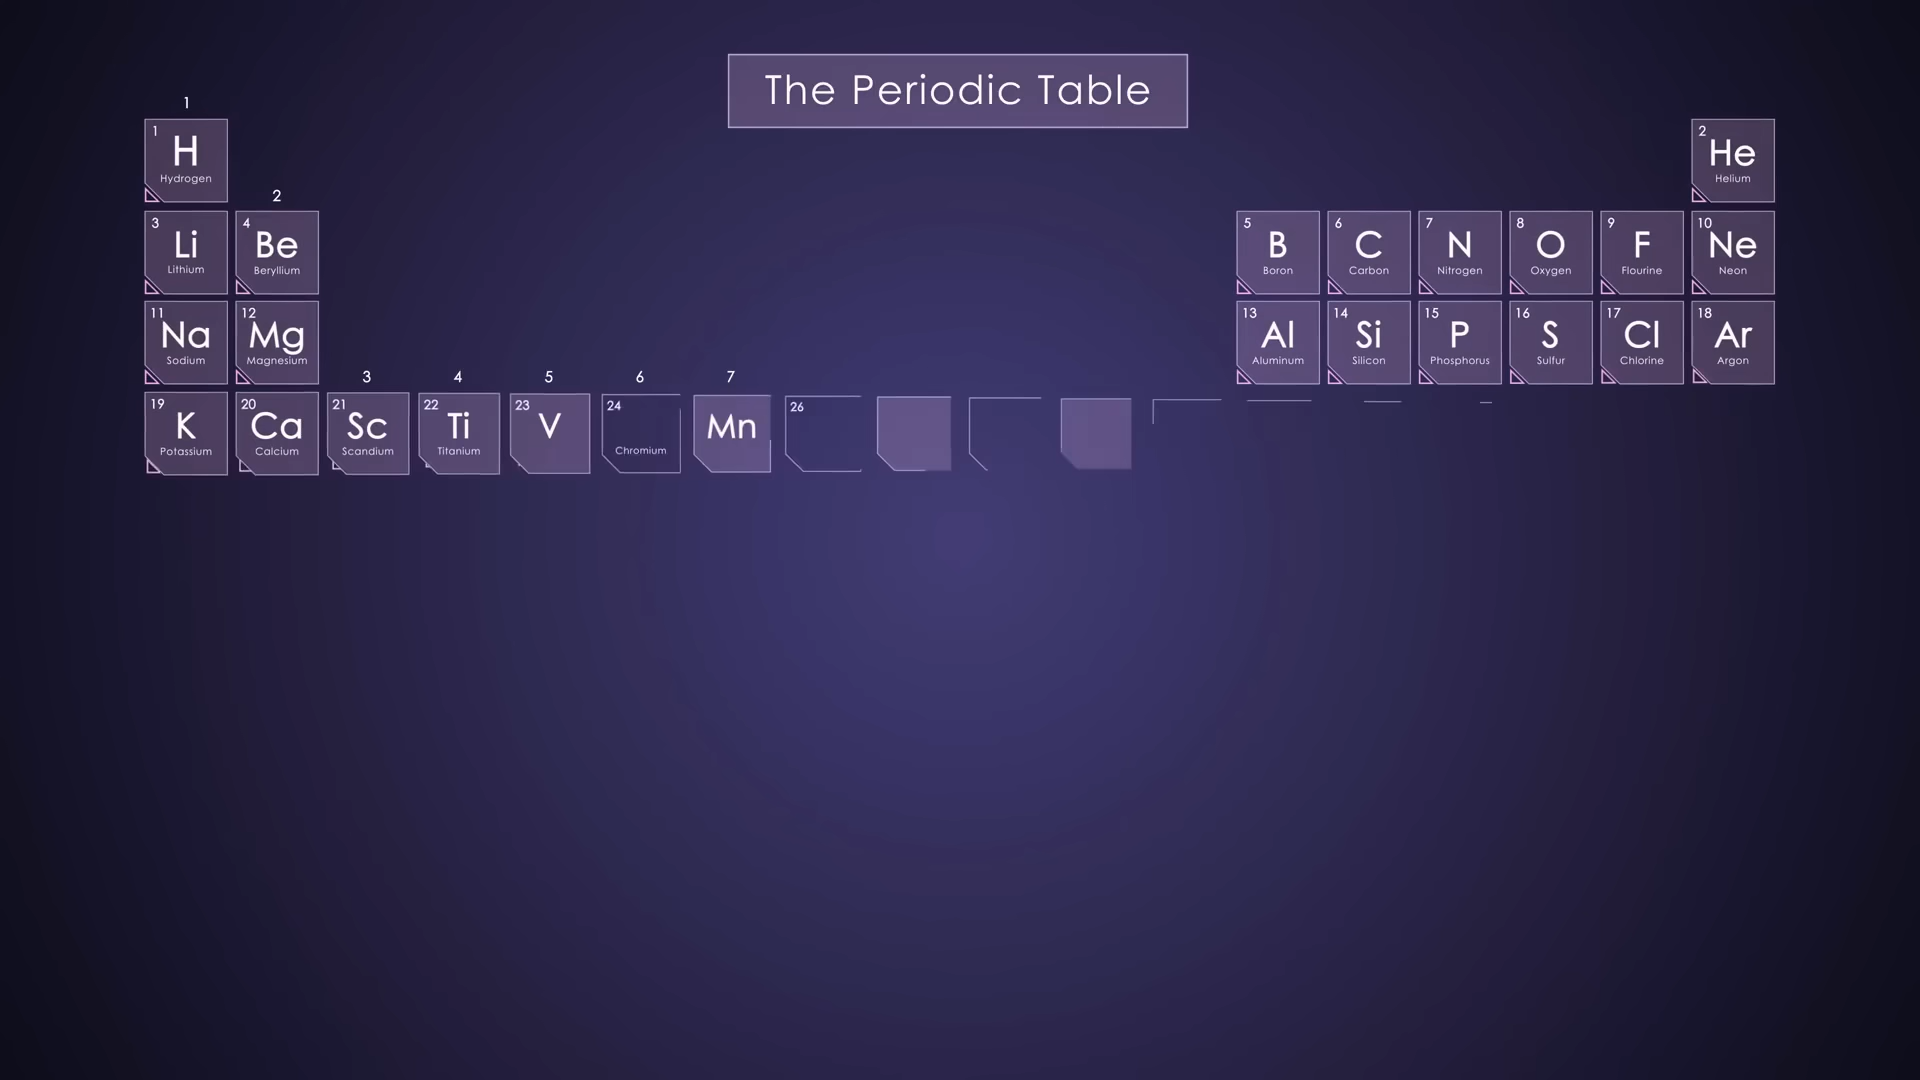 The Periodic Table
1
1
H
Hydrogen
2
He
Helium
2
3
Li
Lithium
4
Be
Beryllium
5
B
Boron
6
C
Carbon
7
N
Nitrogen
8
O
Oxygen
9
F
Flourine
10
Ne
Neon
11
Na
Sodium
12
Mg
Magnesium
13
Al
Aluminum
14
Si
Silicon
15
P
Phosphorus
16
S
Sulfur
17
Cl
Chlorine
18
Ar
Argon
3
4
5
6
7
19
K
Potassium
20
Ca
Calcium
21
Sc
Scandium
22
Ti
Titanium
23
V
24
Chromium
Mn
26